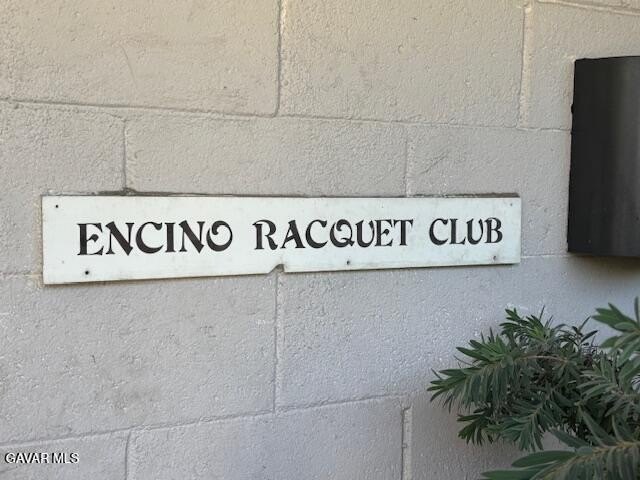 ENCINO RACQUET CLUB
GAVAR MLS